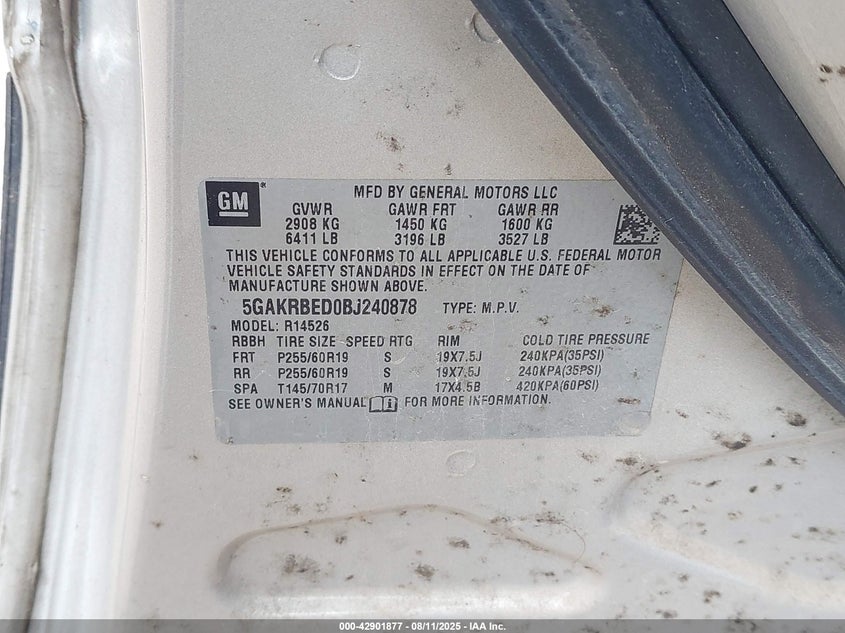 GM
MFD BY GENERAL MOTORS LLC
GVWR GAWR FRT GAWR RR
2908 KG 1450 KG 1600 KG
6411 LB 3196 LB 3527 LB
THIS VEHICLE CONFORMS TO ALL APPLICABLE U.S. FEDERAL MOTOR
VEHICLE SAFETY STANDARDS IN EFFECT ON THE DATE OF
MANUFACTURE SHOWN ABOVE.
5GAKRBED0BJ240878 TYPE: M.P.V.
MODEL: R14526
RBBH TIRE SIZE SPEED RTG RIM COLD TIRE PRESSURE
FRT P255/60R19 S 19X7.5J 240KPA(35PSI)
RR P255/60R19 S 19X7.5J 240KPA(35PSI)
SPA T145/70R17 M 17X4.5B 420KPA(60PSI)
SEE OWNER'S MANUAL FOR MORE INFORMATION.
000-42901877 - 08/11/2025 - IAA Inc.